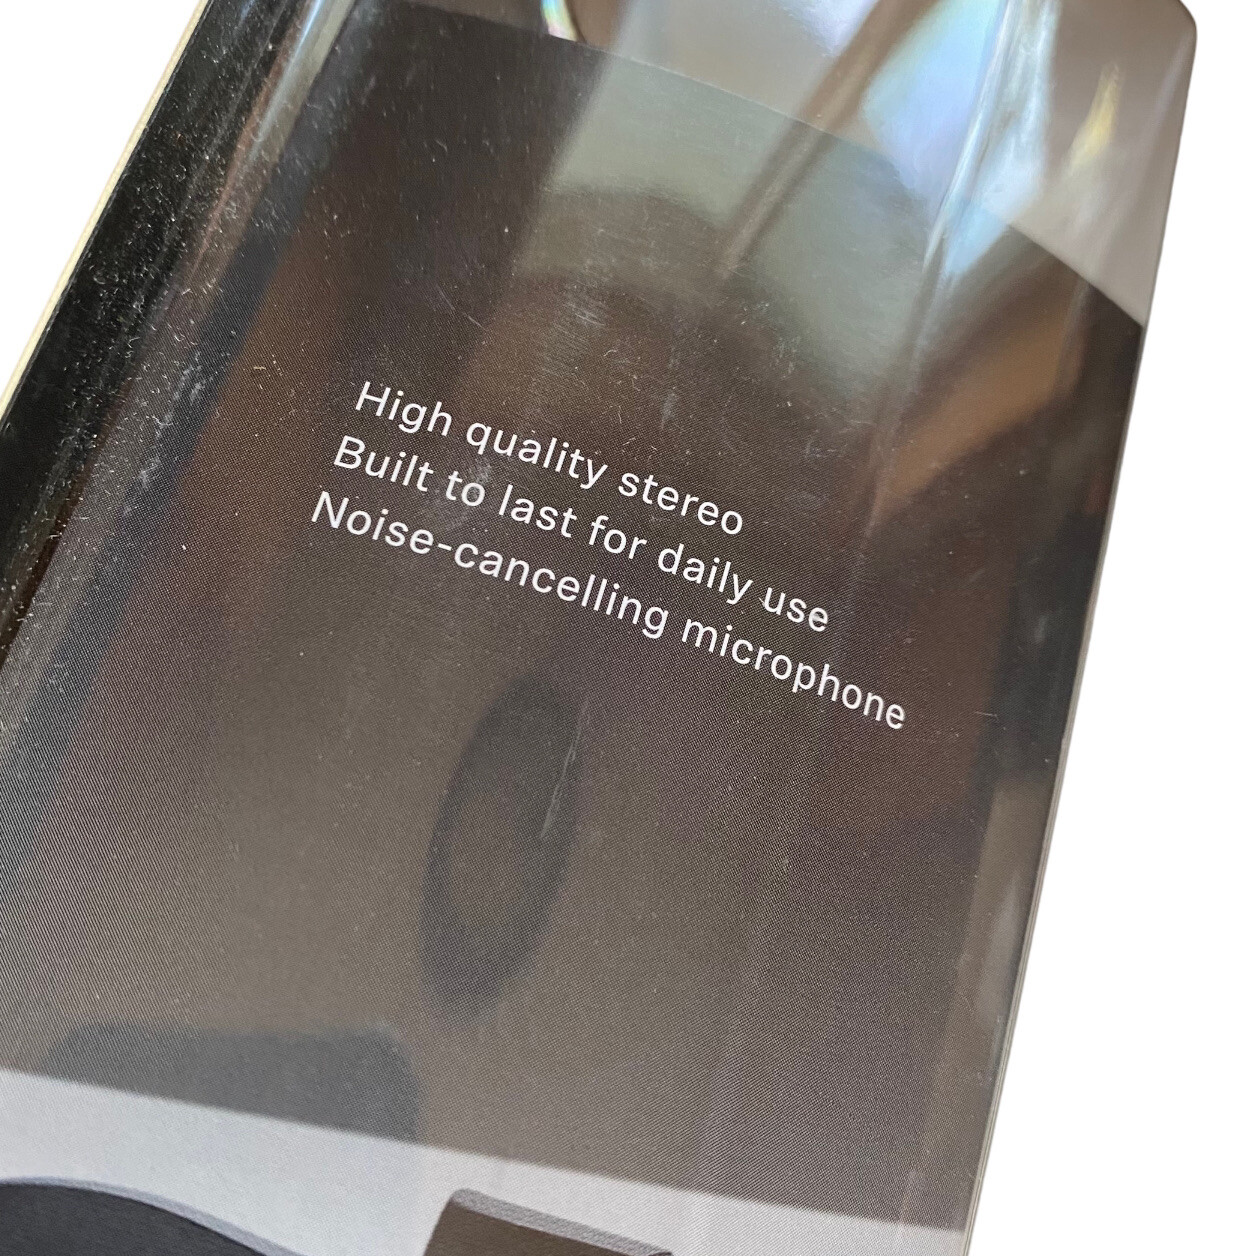 High quality stereo
Built to last for daily use
Noise-cancelling microphone